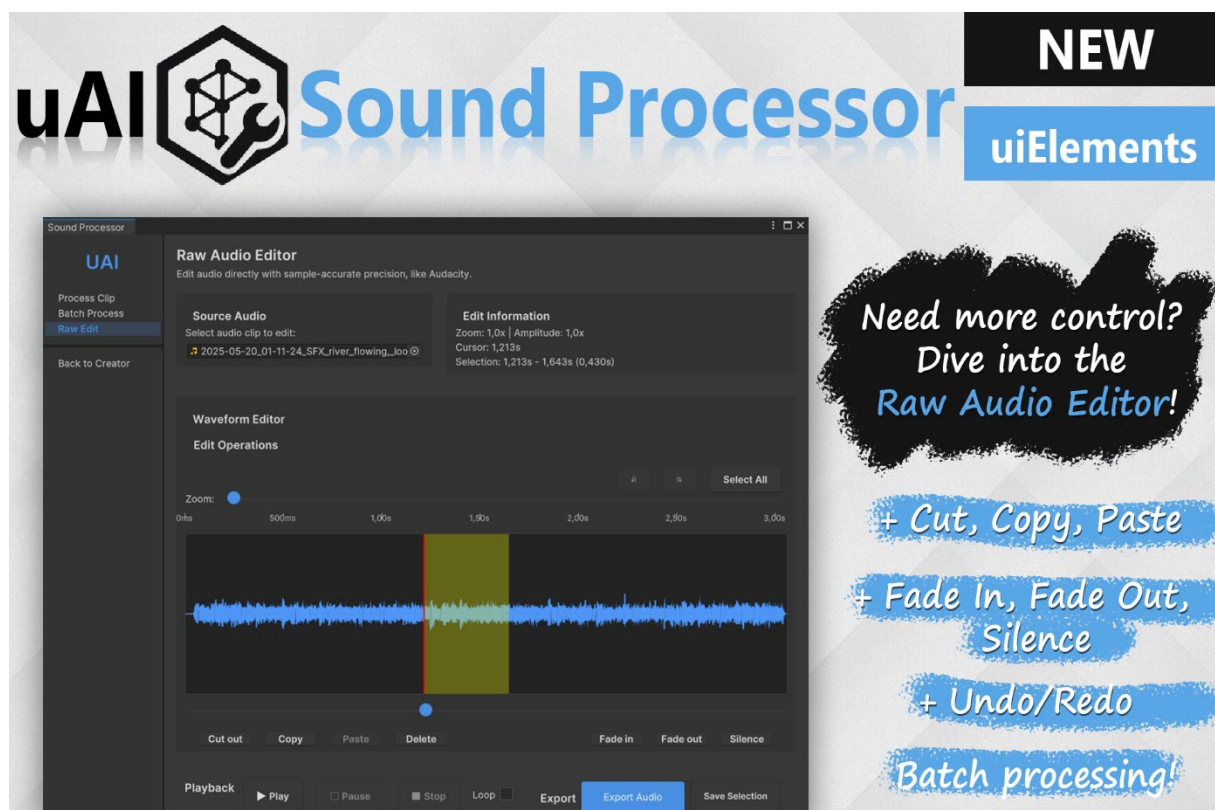 uAI Sound Processor
NEW
uiElements
Sound Processor
UAI
Process Clip
Batch Process
Raw Edit
Back to Creator
Raw Audio Editor
Edit audio directly with sample-accurate precision, like Audacity.
Source Audio
Select audio clip to edit:
2025-05-20_01-11-24_SFX_river_flowing,_loo
Edit Information
Zoom: 1,0x | Amplitude: 1,0x
Cursor: 1,213s
Selection: 1,213s - 1,643s (0,430s)
Waveform Editor
Edit Operations
Select All
Zoom:
0ms 500ms 1,00s 1,50s 2,00s 2,50s 3,00s
Cut out Copy Paste Delete Fade in Fade out Silence
Playback Play Pause Stop Loop Export Export Audio Save Selection
Need more control?
Dive into the
Raw Audio Editor!
+ Cut, Copy, Paste
+ Fade In, Fade Out,
Silence
+ Undo/Redo
Batch processing!